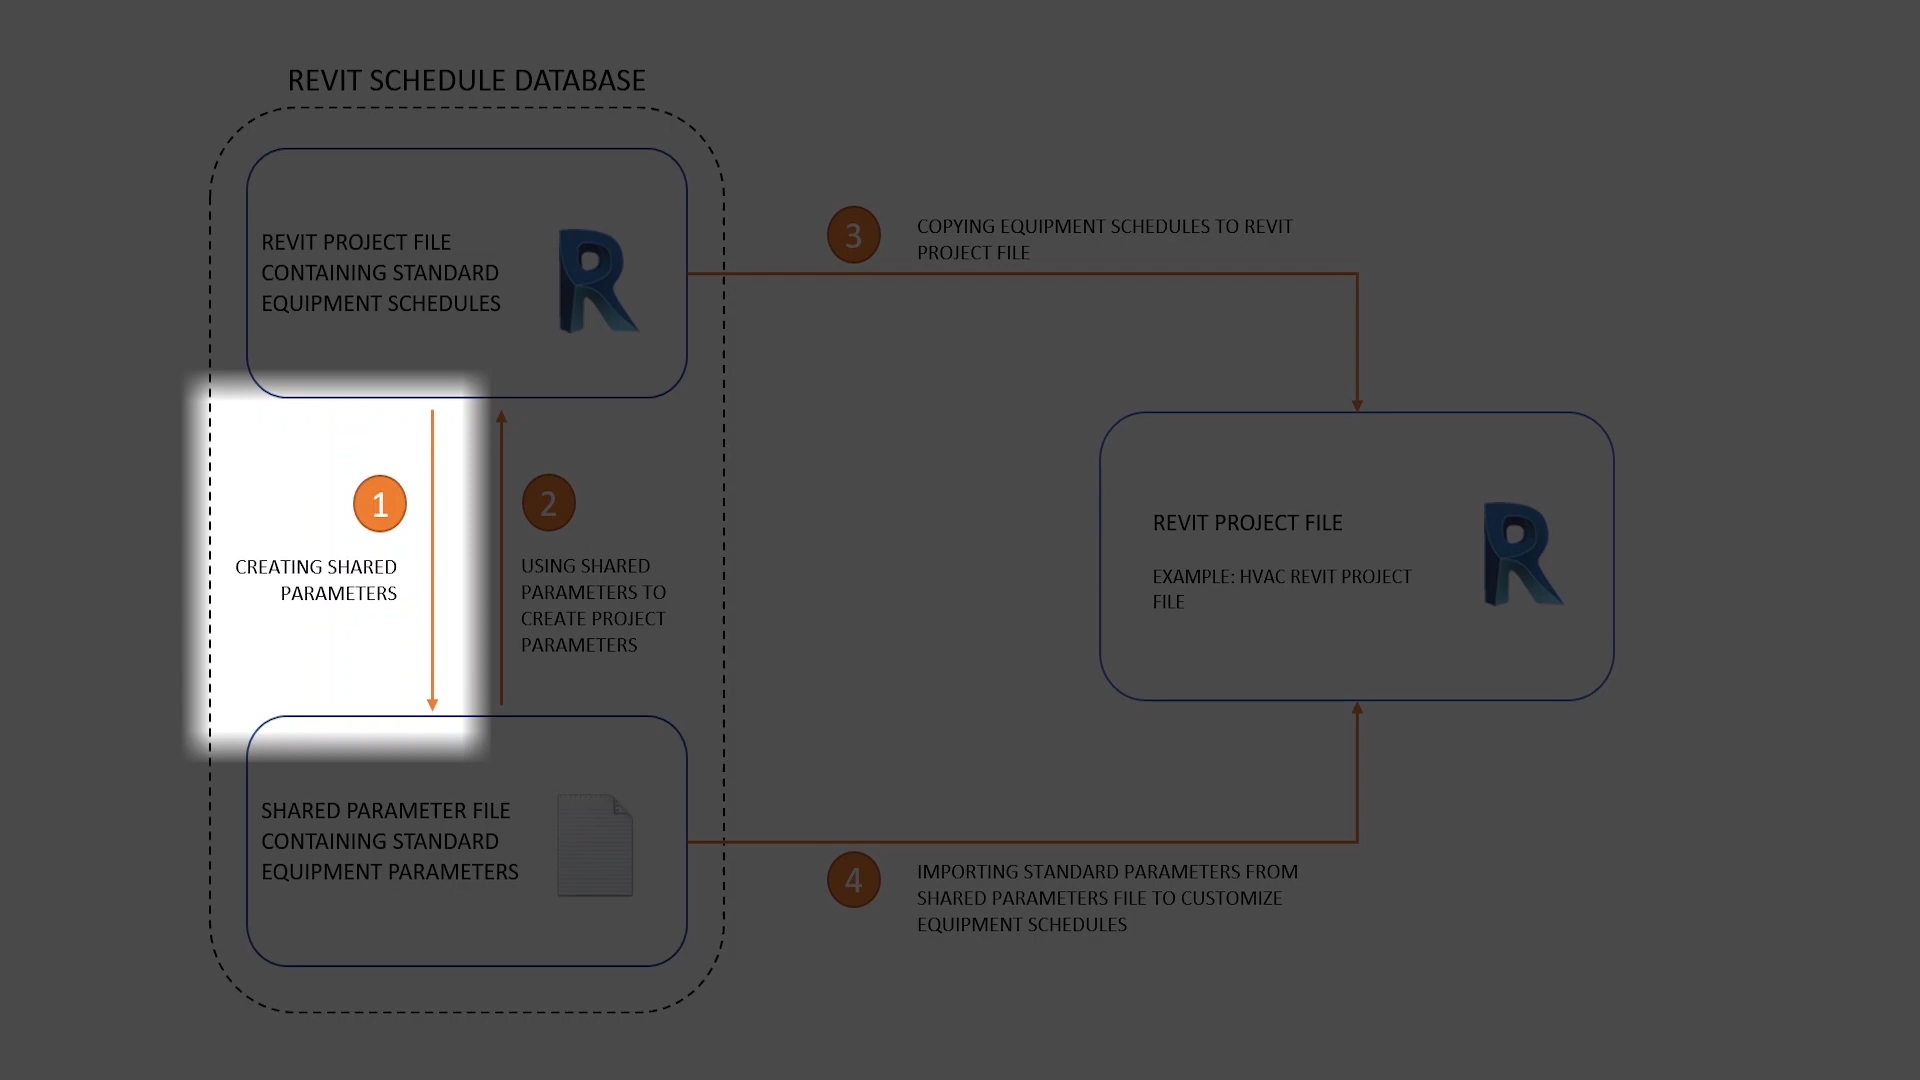 REVIT SCHEDULE DATABASE
REVIT PROJECT FILE
CONTAINING STANDARD
EQUIPMENT SCHEDULES
3
COPYING EQUIPMENT SCHEDULES TO REVIT
PROJECT FILE
1
CREATING SHARED
PARAMETERS
2
USING SHARED
PARAMETERS TO
CREATE PROJECT
PARAMETERS
REVIT PROJECT FILE
EXAMPLE: HVAC REVIT PROJECT
FILE
SHARED PARAMETER FILE
CONTAINING STANDARD
EQUIPMENT PARAMETERS
4
IMPORTING STANDARD PARAMETERS FROM
SHARED PARAMETERS FILE TO CUSTOMIZE
EQUIPMENT SCHEDULES